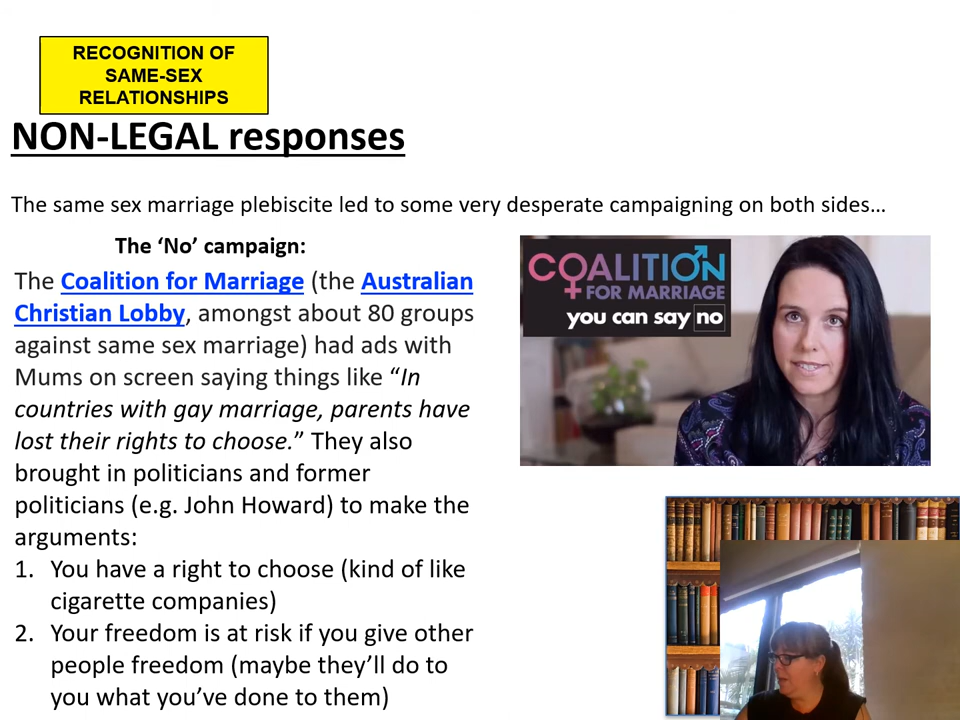 RECOGNITION OF
SAME-SEX
RELATIONSHIPS
NON-LEGAL responses
The same sex marriage plebiscite led to some very desperate campaigning on both sides…
The ‘No’ campaign:
The Coalition for Marriage (the Australian
Christian Lobby, amongst about 80 groups
against same sex marriage) had ads with
Mums on screen saying things like “In
countries with gay marriage, parents have
lost their rights to choose.” They also
brought in politicians and former
politicians (e.g. John Howard) to make the
arguments:
1. You have a right to choose (kind of like
cigarette companies)
2. Your freedom is at risk if you give other
people freedom (maybe they’ll do to
you what you’ve done to them)
COALITION
FOR MARRIAGE
you can say no